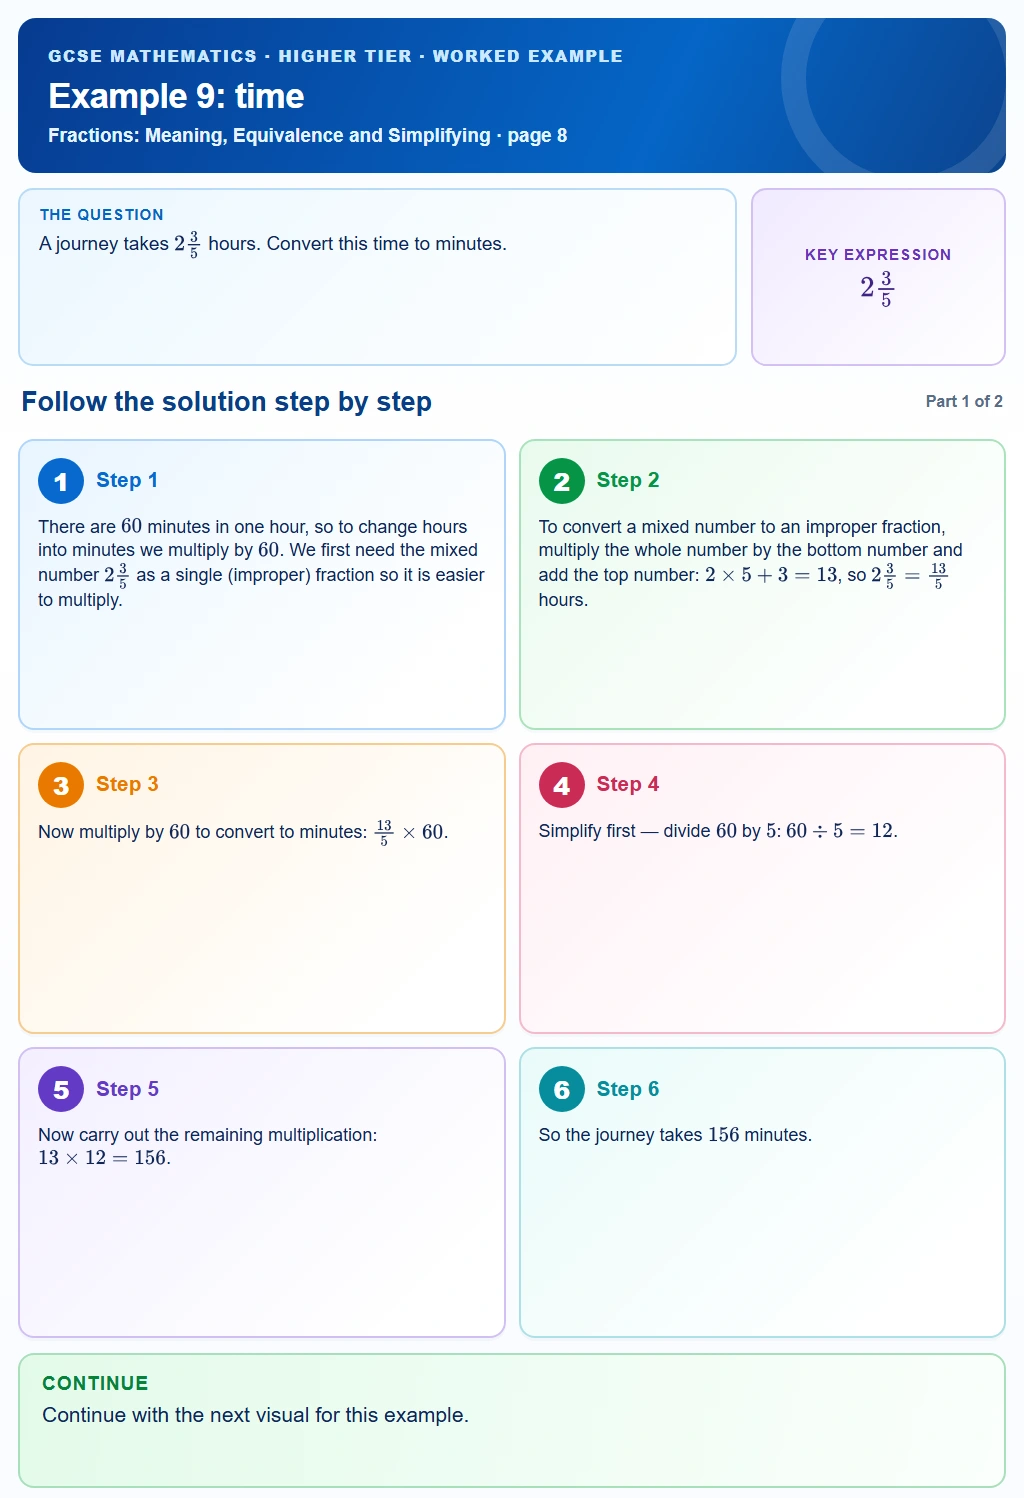 GCSE MATHEMATICS · HIGHER TIER · WORKED EXAMPLE
Example 9: time
Fractions: Meaning, Equivalence and Simplifying · page 8
THE QUESTION
A journey takes 2 3/5 hours. Convert this time to minutes.
KEY EXPRESSION
2 3/5
Follow the solution step by step
Part 1 of 2
1 Step 1
There are 60 minutes in one hour, so to change hours
into minutes we multiply by 60. We first need the mixed
number 2 3/5 as a single (improper) fraction so it is easier
to multiply.
2 Step 2
To convert a mixed number to an improper fraction,
multiply the whole number by the bottom number and
add the top number: 2 × 5 + 3 = 13, so 2 3/5 = 13/5
hours.
3 Step 3
Now multiply by 60 to convert to minutes: 13/5 × 60.
4 Step 4
Simplify first — divide 60 by 5: 60 ÷ 5 = 12.
5 Step 5
Now carry out the remaining multiplication:
13 × 12 = 156.
6 Step 6
So the journey takes 156 minutes.
CONTINUE
Continue with the next visual for this example.